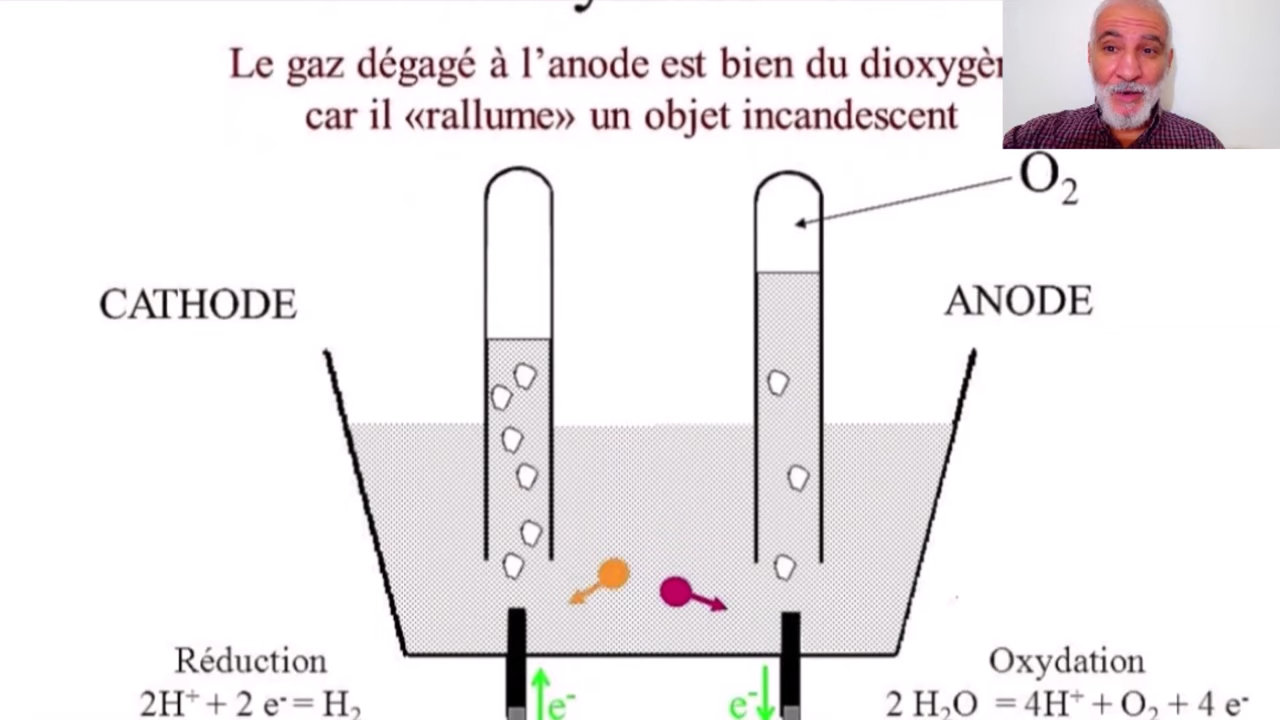 Le gaz dégagé à l'anode est bien du
car il «rallume» un objet incandescent
O₂
CATHODE
ANODE
Réduction
Oxydation
2H⁺ + 2 e⁻ = H₂
e⁻
e⁻
2 H₂O = 4H⁺ + O₂ + 4 e⁻